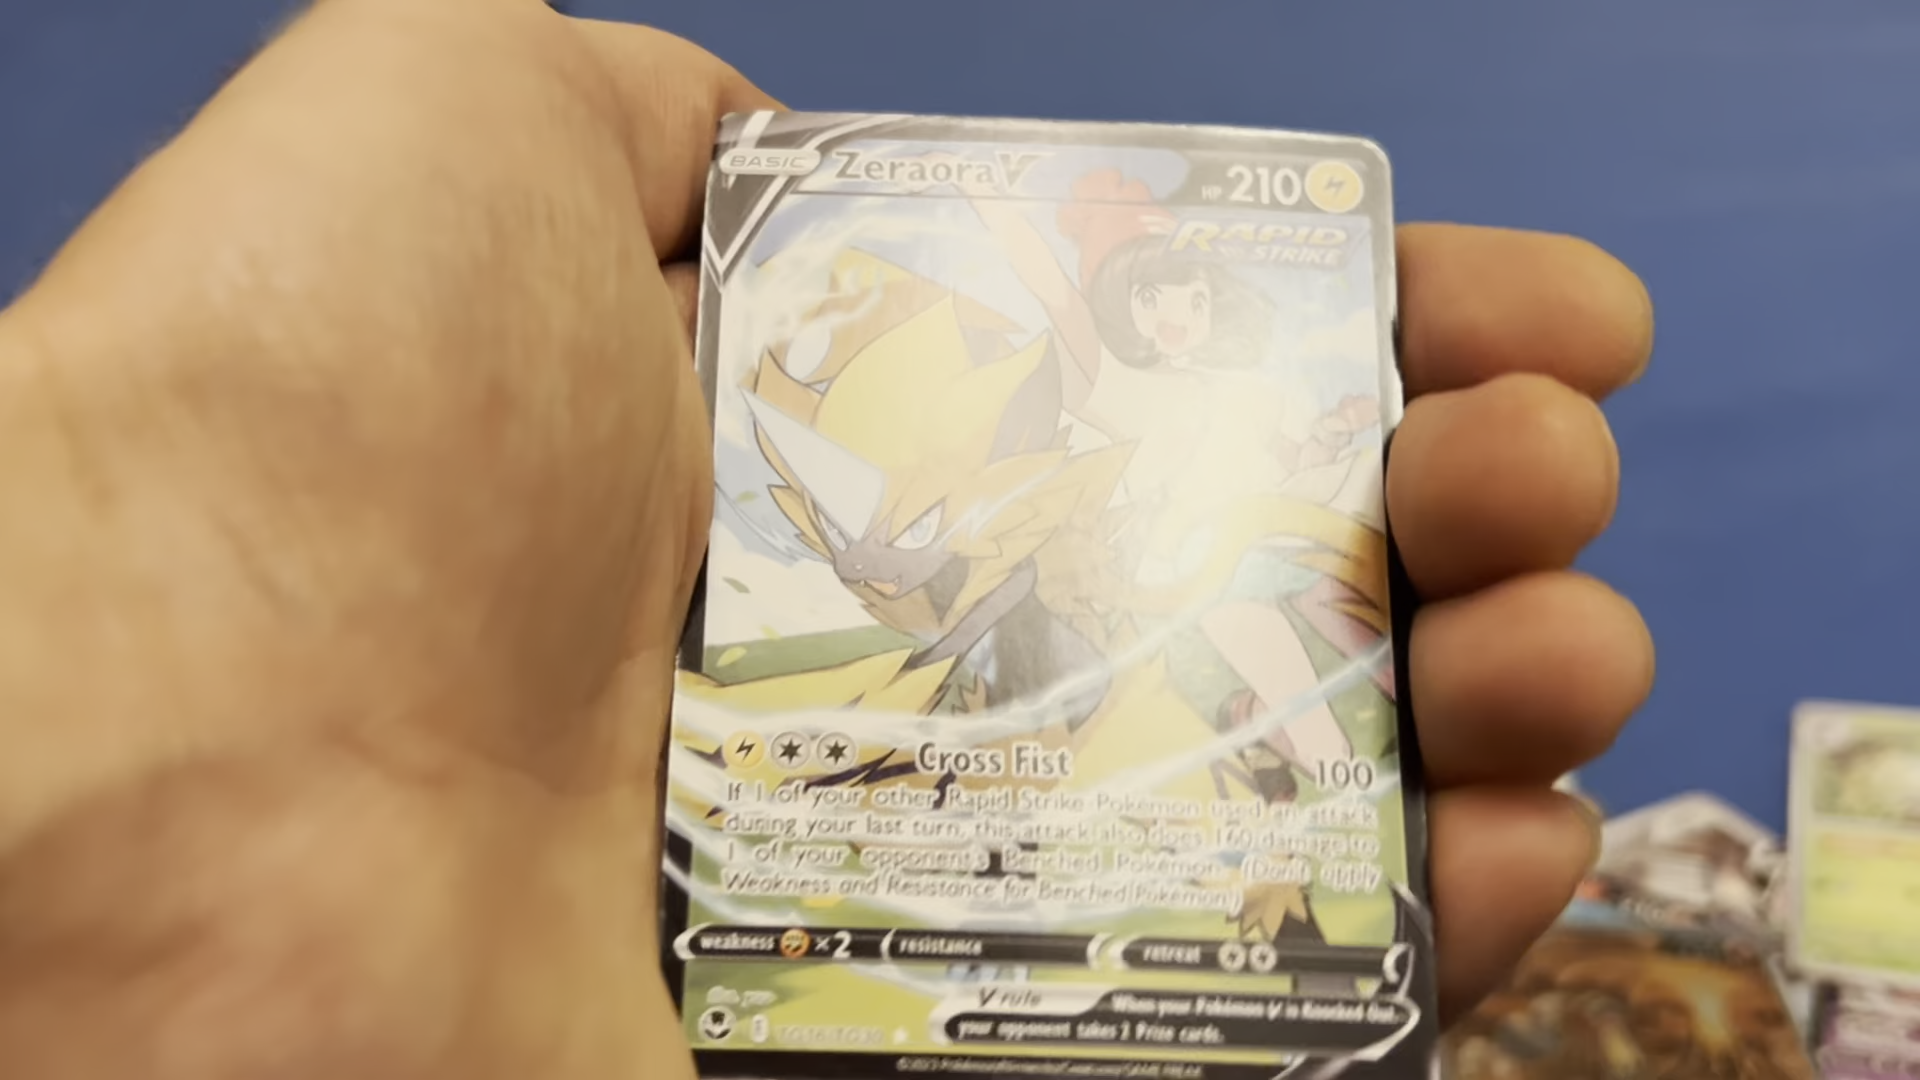 BASIC Zeraora V HP 210
RAPID
STRIKE
Cross Fist 100
If 1 of your other Rapid Strike Pokémon used an attack
during your last turn, this attack also does 160 damage to
1 of your opponent's Benched Pokémon. (Don't apply
Weakness and Resistance for Benched Pokémon.)
weakness ×2 resistance retreat
V rule When your Pokémon V is Knocked Out,
your opponent takes 2 Prize cards.
TG16/TG30